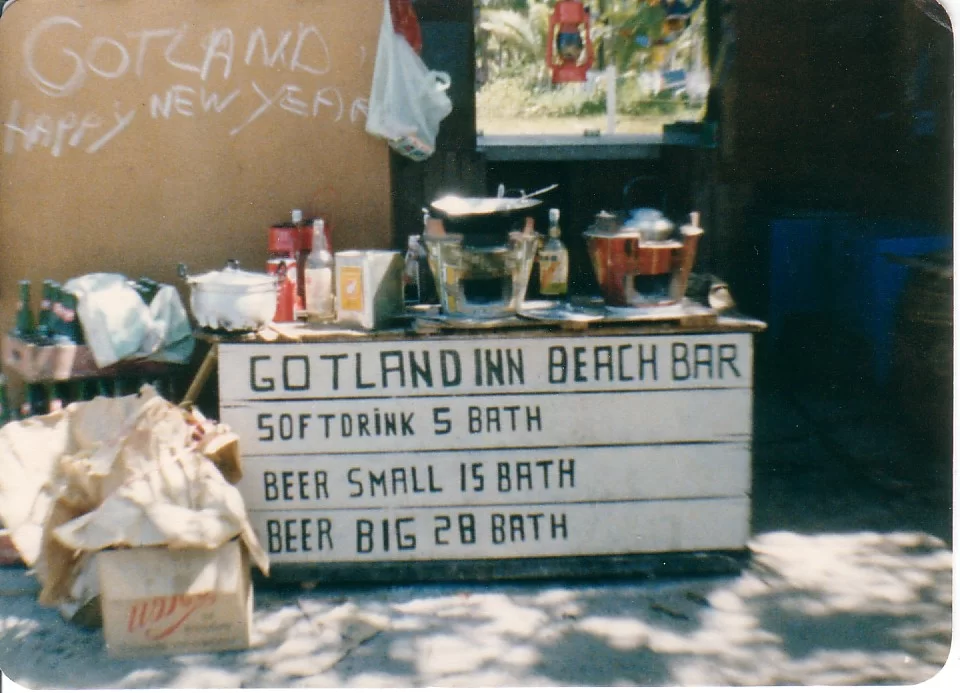 GOTLAND
HAPPY NEW YEAR
GOTLAND INN BEACH BAR
SOFTDRINK 5 BATH
BEER SMALL 15 BATH
BEER BIG 28 BATH